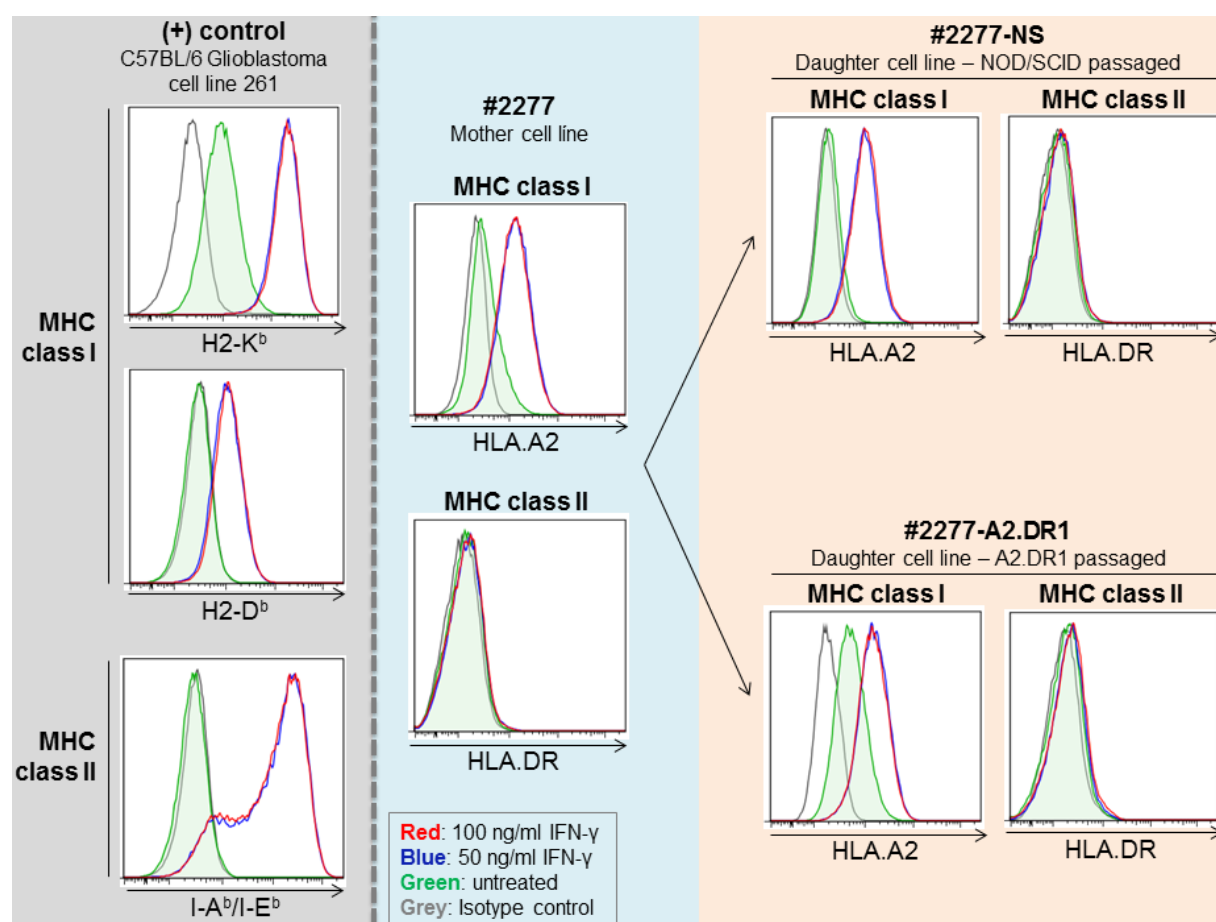 (+) control
C57BL/6 Glioblastoma
cell line 261
MHC
class I
H2-Kᵇ
H2-Dᵇ
MHC
class II
I-Aᵇ/I-Eᵇ
#2277
Mother cell line
MHC class I
HLA.A2
MHC class II
HLA.DR
Red: 100 ng/ml IFN-γ
Blue: 50 ng/ml IFN-γ
Green: untreated
Grey: Isotype control
#2277-NS
Daughter cell line – NOD/SCID passaged
MHC class I MHC class II
HLA.A2 HLA.DR
#2277-A2.DR1
Daughter cell line – A2.DR1 passaged
MHC class I MHC class II
HLA.A2 HLA.DR